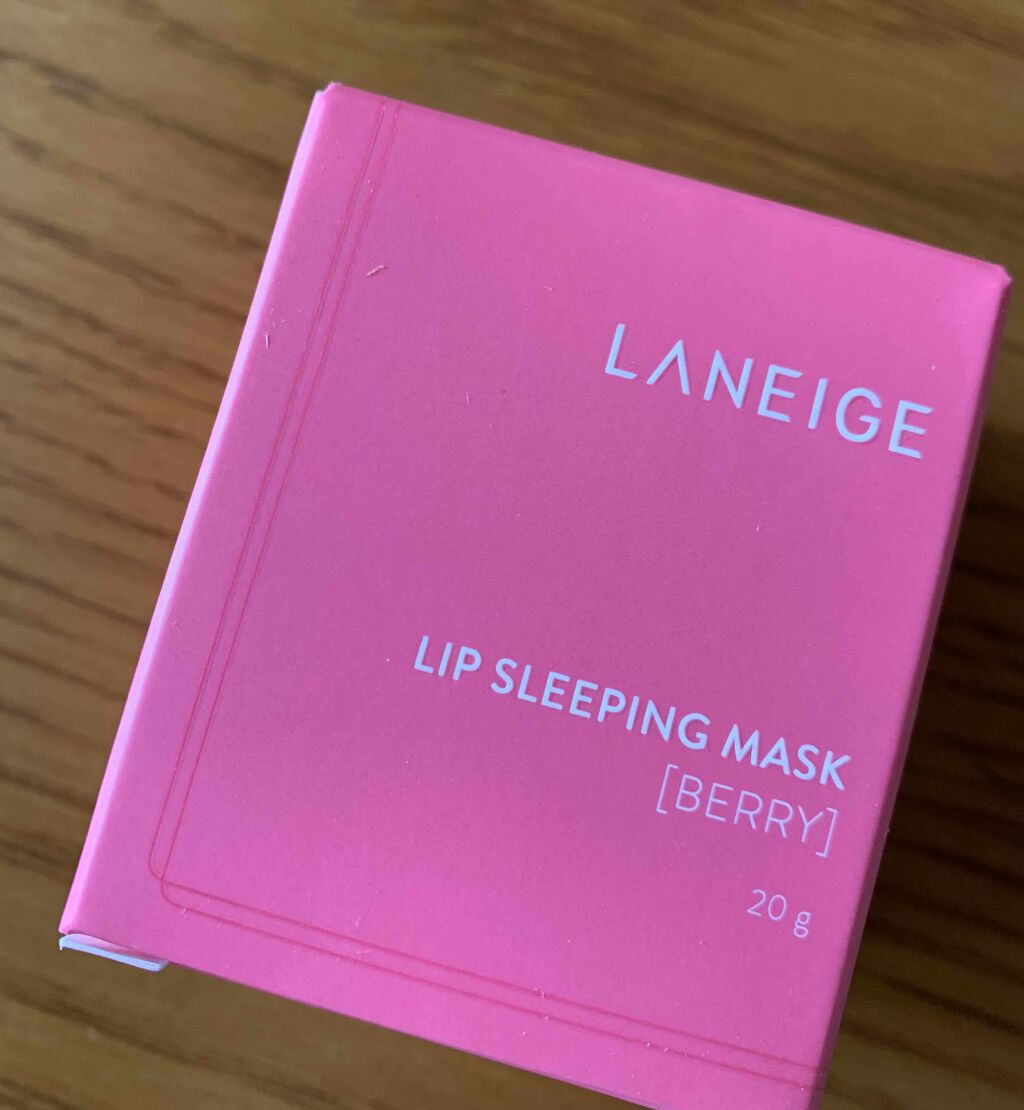 LANEIGE
LIP SLEEPING MASK
[BERRY]
20 g